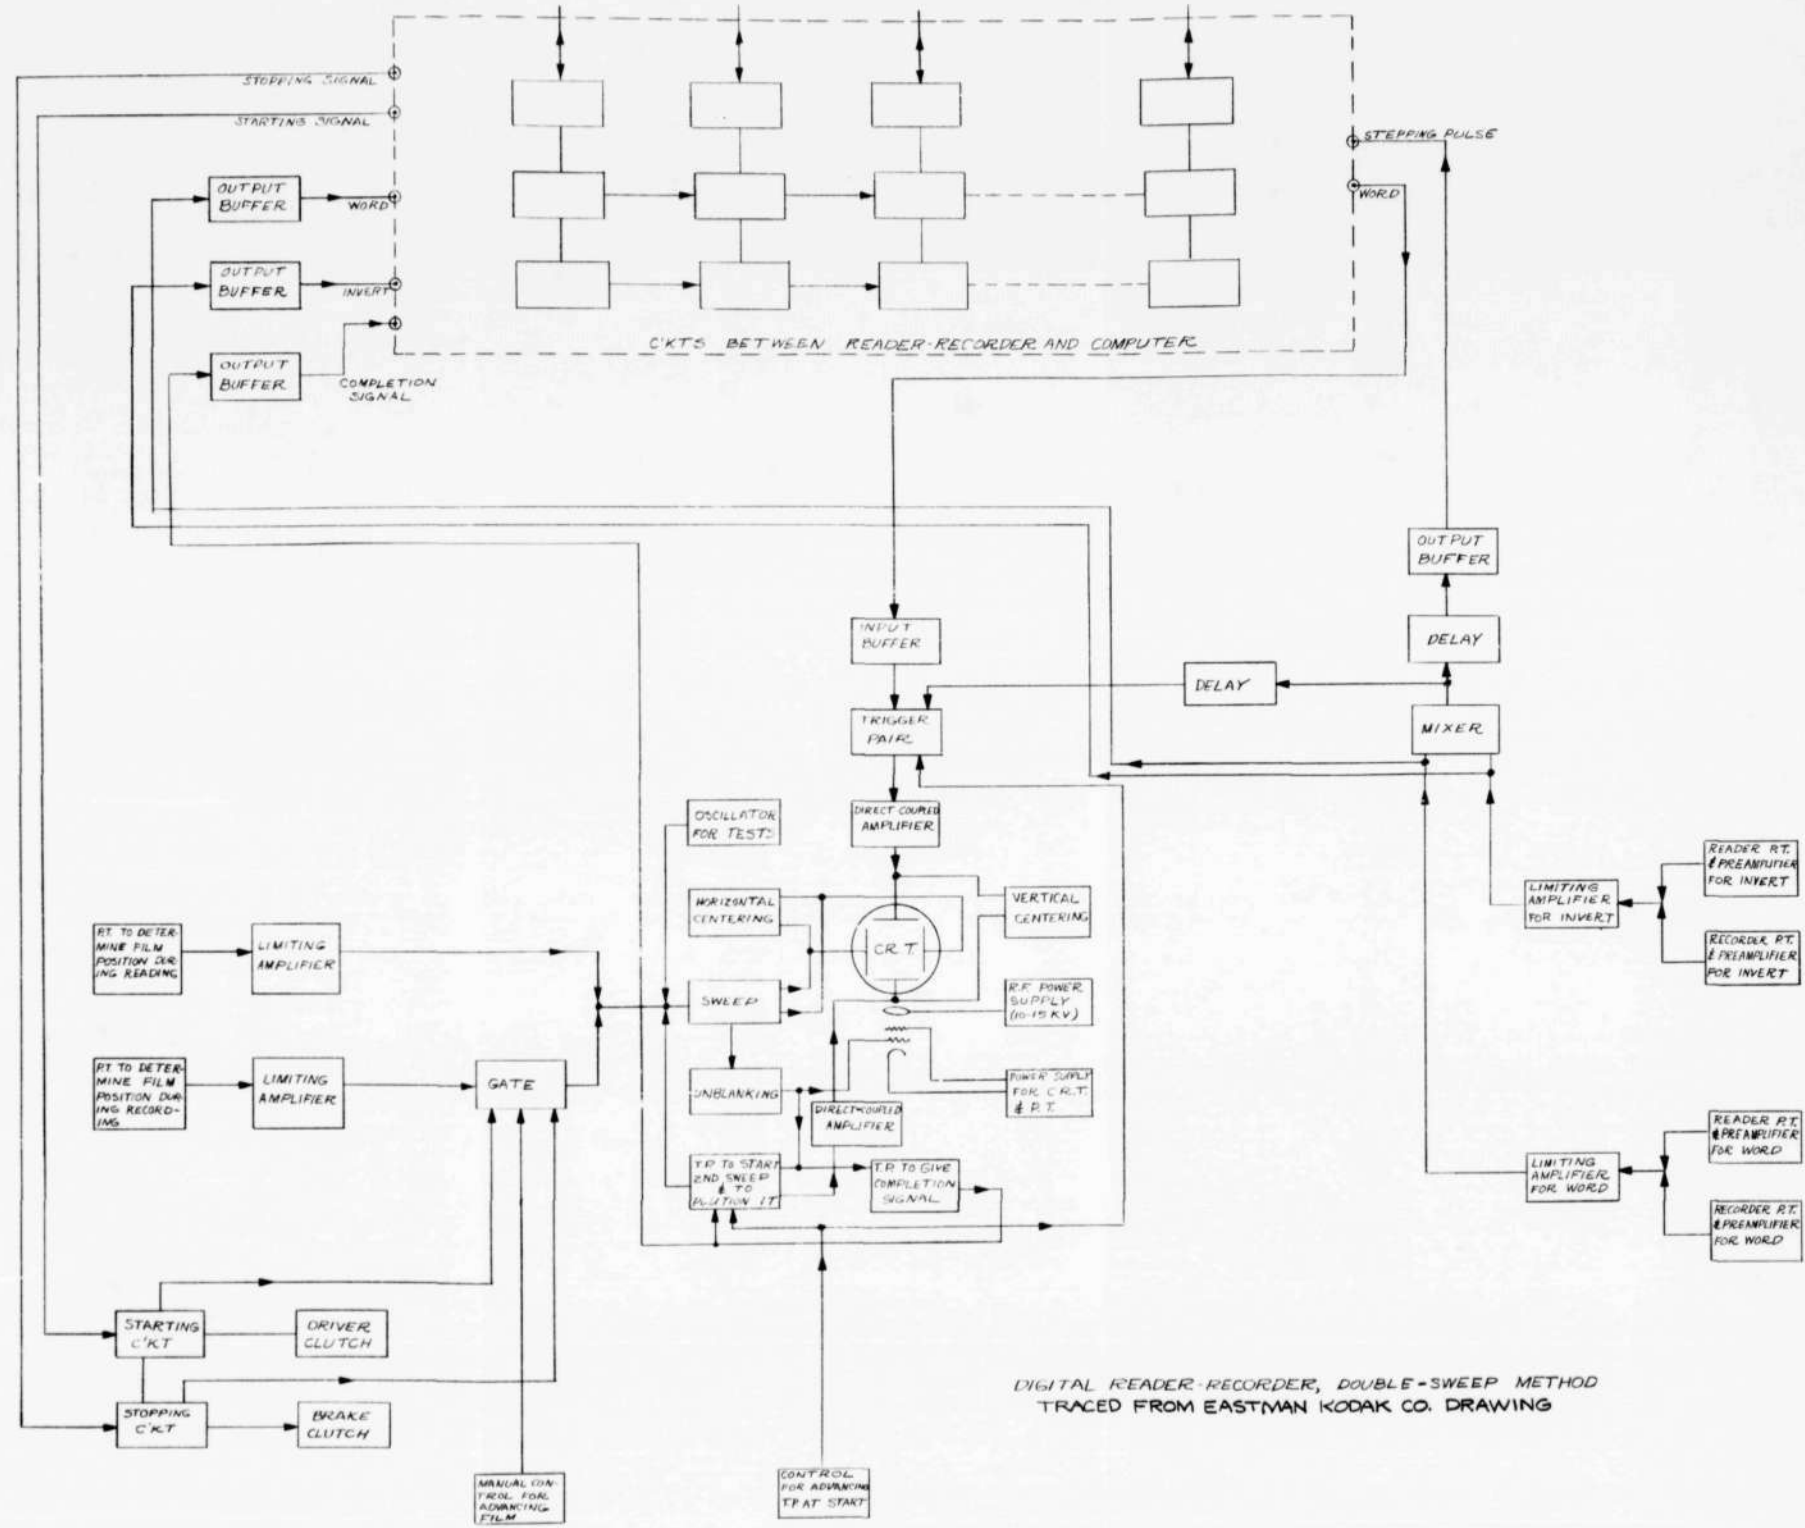 STOPPING SIGNAL
STARTING SIGNAL
STEPPING PULSE
OUTPUT
BUFFER
WORD
WORD
OUTPUT
BUFFER
INVERT
C'KTS BETWEEN READER-RECORDER AND COMPUTER
OUTPUT
BUFFER
COMPLETION
SIGNAL
OUTPUT
BUFFER
INPUT
BUFFER
DELAY
DELAY
TRIGGER
PAIR
MIXER
OSCILLATOR
FOR TESTS
DIRECT COUPLED
AMPLIFIER
READER P.T.
& PREAMPLIFIER
FOR INVERT
HORIZONTAL
CENTERING
VERTICAL
CENTERING
LIMITING
AMPLIFIER
FOR INVERT
P.T. TO DETER-
MINE FILM
POSITION DUR-
ING READING
LIMITING
AMPLIFIER
C.R.T.
RECORDER P.T.
& PREAMPLIFIER
FOR INVERT
SWEEP
R.F. POWER
SUPPLY
(10-15 KV)
P.T. TO DETER-
MINE FILM
POSITION DUR-
ING RECORD-
ING
LIMITING
AMPLIFIER
GATE
UNBLANKING
POWER SUPPLY
FOR C.R.T.
& P.T.
DIRECT-COUPLED
AMPLIFIER
READER P.T.
& PREAMPLIFIER
FOR WORD
T.P. TO START
2ND SWEEP
& TO
POSITION IT
T.P. TO GIVE
COMPLETION
SIGNAL
LIMITING
AMPLIFIER
FOR WORD
RECORDER P.T.
& PREAMPLIFIER
FOR WORD
STARTING
C'KT
DRIVER
CLUTCH
STOPPING
C'KT
BRAKE
CLUTCH
DIGITAL READER-RECORDER, DOUBLE-SWEEP METHOD
TRACED FROM EASTMAN KODAK CO. DRAWING
MANUAL CON-
TROL FOR
ADVANCING
FILM
CONTROL
FOR ADVANCING
T.P. AT START